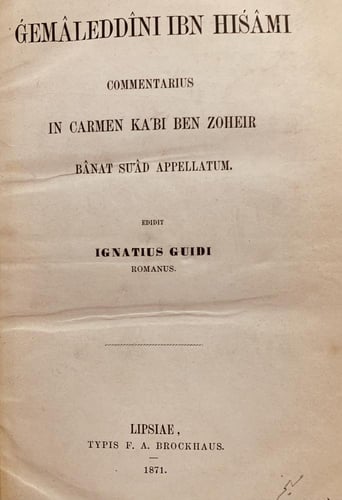 ǴEMÂLEDDÎNI IBN HIŚÂMI
COMMENTARIUS
IN CARMEN KA'BI BEN ZOHEIR
BÂNAT SU'ÂD APPELLATUM.
EDIDIT
IGNATIUS GUIDI
ROMANUS.
LIPSIAE,
TYPIS F. A. BROCKHAUS.
1871.